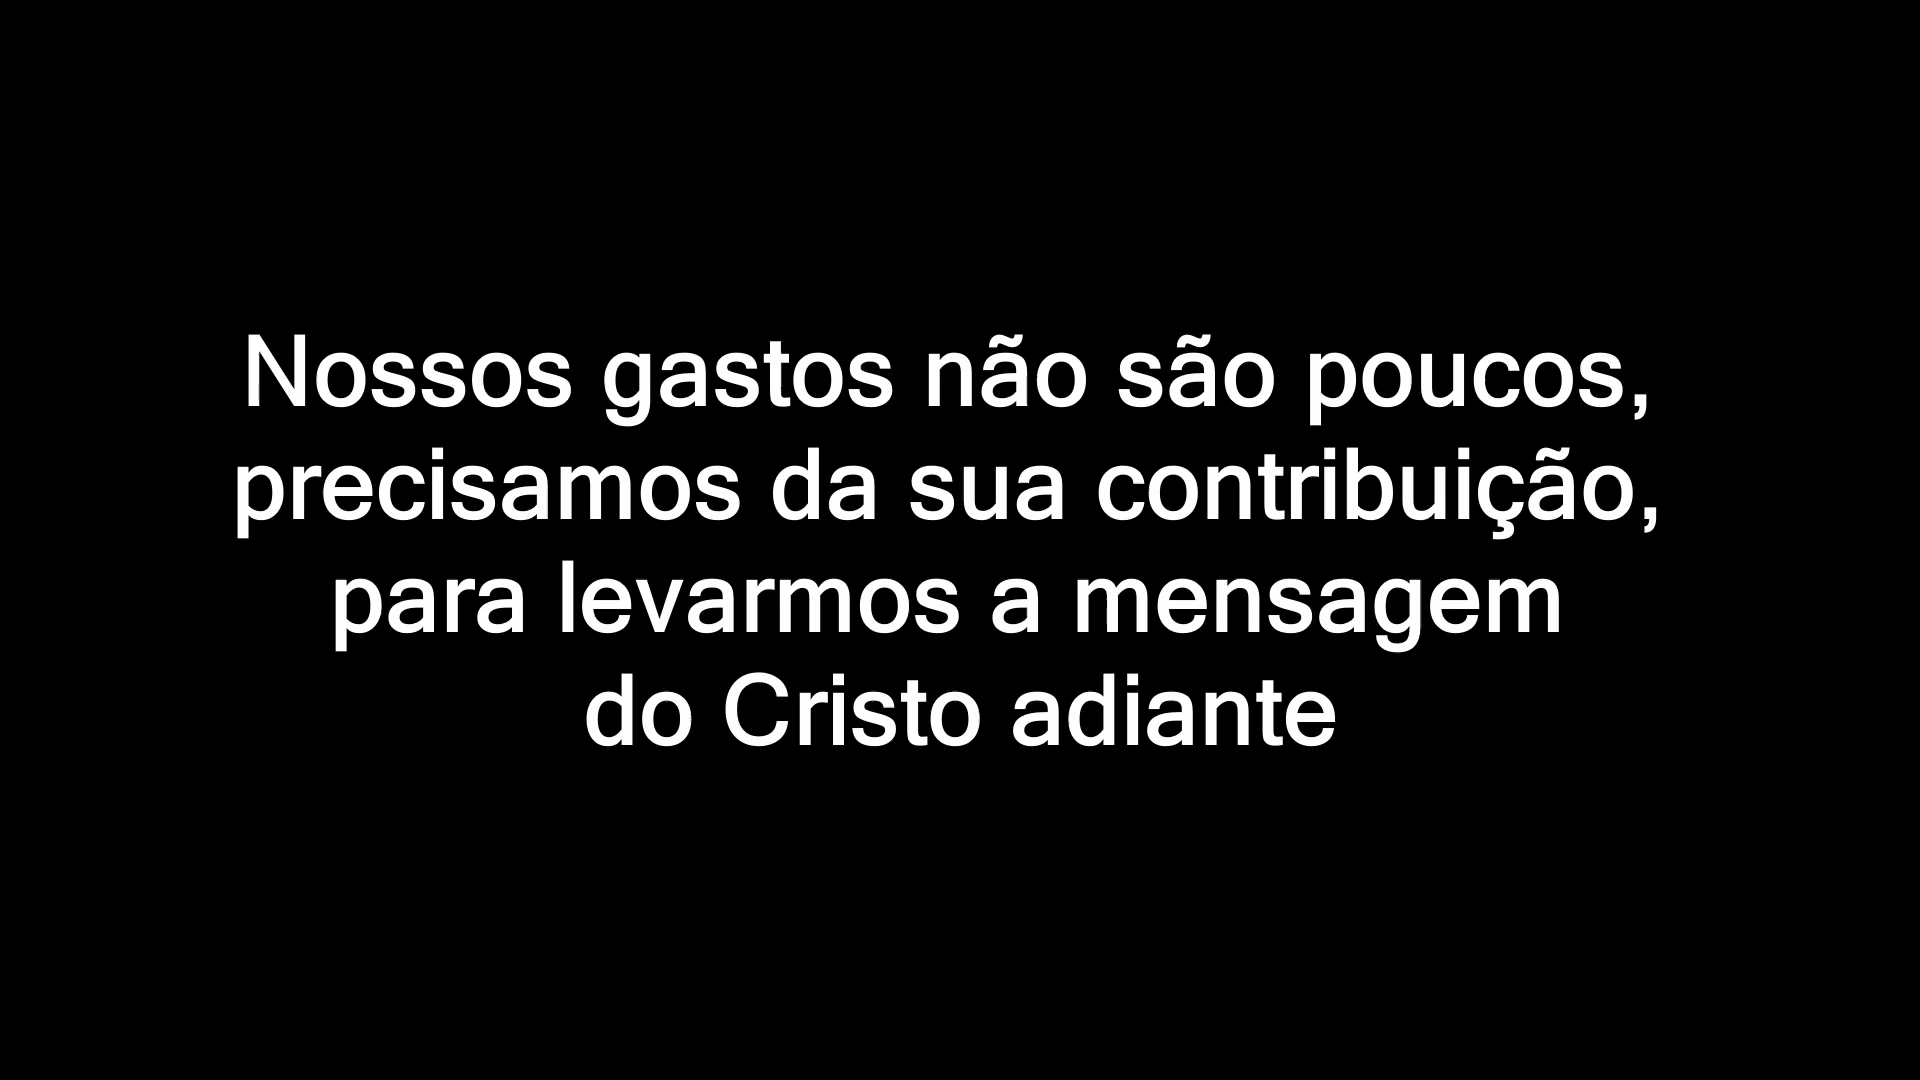 Nossos gastos não são poucos,
precisamos da sua contribuição,
para levarmos a mensagem
do Cristo adiante